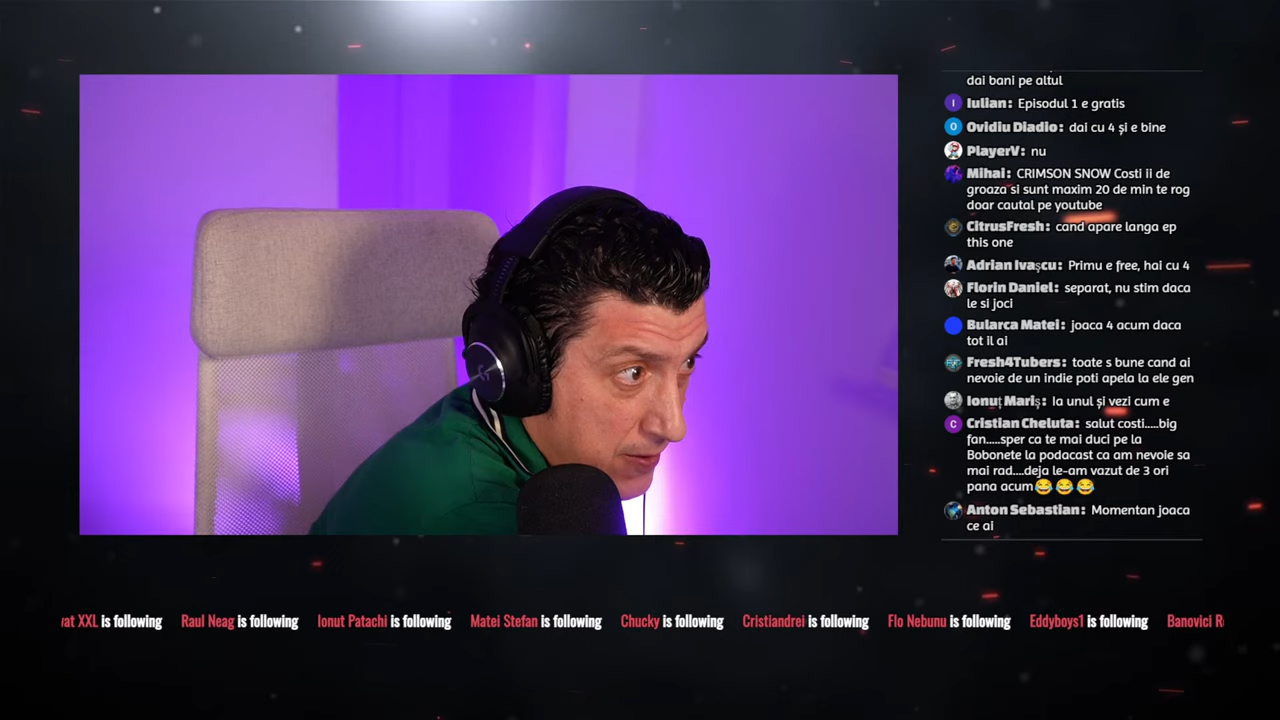 dai bani pe altul
I Iulian: Episodul 1 e gratis
O Ovidiu Diadio: dai cu 4 și e bine
PlayerV: nu
Mihai: CRIMSON SNOW Costi ii de
groaza si sunt maxim 20 de min te rog
doar cautal pe youtube
CitrusFresh: cand apare langa ep
this one
Adrian Ivașcu: Primu e free, hai cu 4
Florin Daniel: separat, nu stim daca
le si joci
Bularca Matei: joaca 4 acum daca
tot il ai
Fresh4Tubers: toate s bune cand ai
nevoie de un indie poti apela la ele gen
Ionuț Mariș: Ia unul și vezi cum e
C Cristian Cheluta: salut costi.....big
fan.....sper ca te mai duci pe la
Bobonete la podacast ca am nevoie sa
mai rad....deja le-am vazut de 3 ori
pana acum😂😂😂
Anton Sebastian: Momentan joaca
ce ai
vat XXL is following Raul Neag is following Ionut Patachi is following Matei Stefan is following Chucky is following Cristiandrei is following Flo Nebunu is following Eddyboys1 is following Banovici R